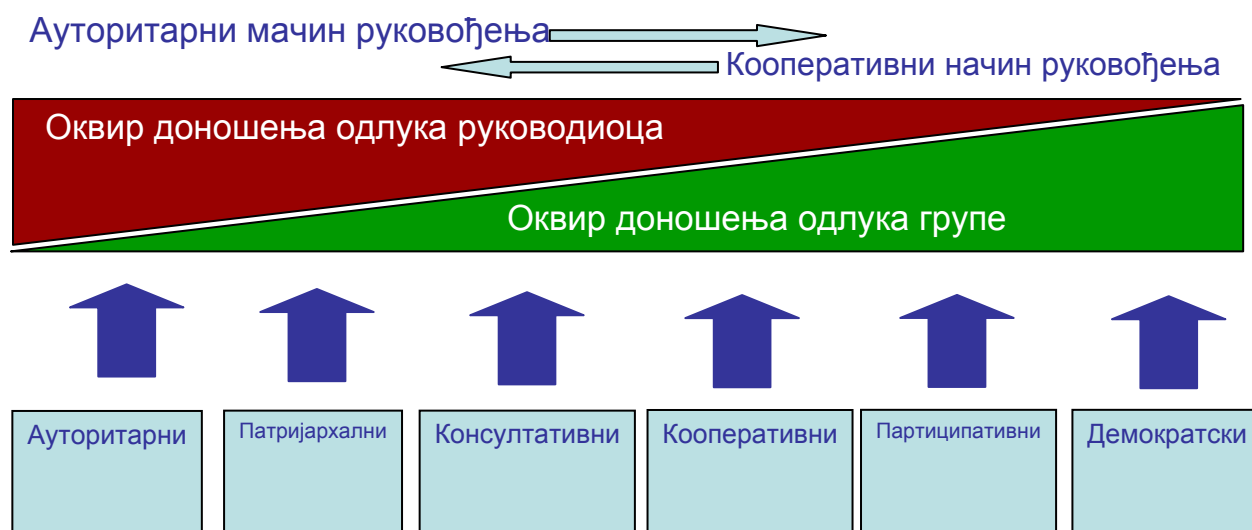 Ауторитарни мачин руковођења
Кооперативни начин руковођења
Оквир доношења одлука руководиоца
Оквир доношења одлука групе
Ауторитарни
Патријархални
Консултативни
Кооперативни
Партиципативни
Демократски